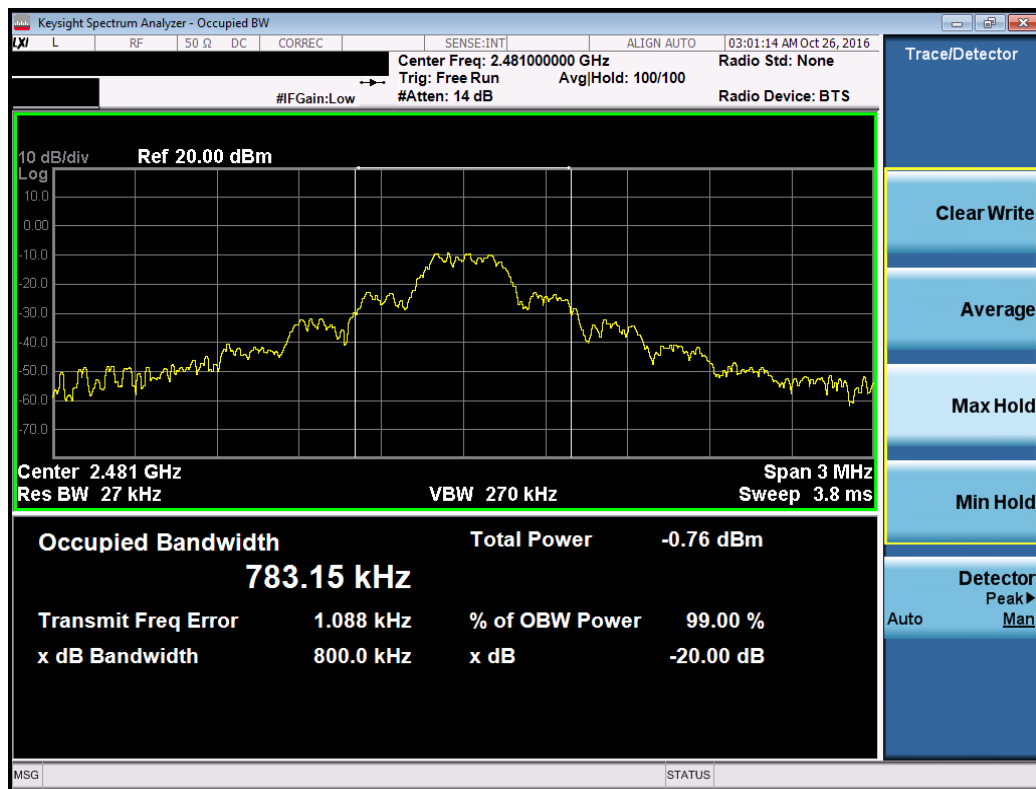 Keysight Spectrum Analyzer - Occupied BW
LXI L RF 50 Ω DC CORREC SENSE:INT ALIGN AUTO 03:01:14 AM Oct 26, 2016
Center Freq: 2.481000000 GHz Radio Std: None
Trig: Free Run Avg|Hold: 100/100
#IFGain:Low #Atten: 14 dB Radio Device: BTS
10 dB/div Ref 20.00 dBm
Log
10.0
0.00
-10.0
-20.0
-30.0
-40.0
-50.0
-60.0
-70.0
Center 2.481 GHz Span 3 MHz
Res BW 27 kHz VBW 270 kHz Sweep 3.8 ms
Occupied Bandwidth Total Power -0.76 dBm
783.15 kHz
Transmit Freq Error 1.088 kHz % of OBW Power 99.00 %
x dB Bandwidth 800.0 kHz x dB -20.00 dB
MSG STATUS
Trace/Detector
Clear Write
Average
Max Hold
Min Hold
Detector
Peak▶
Auto Man